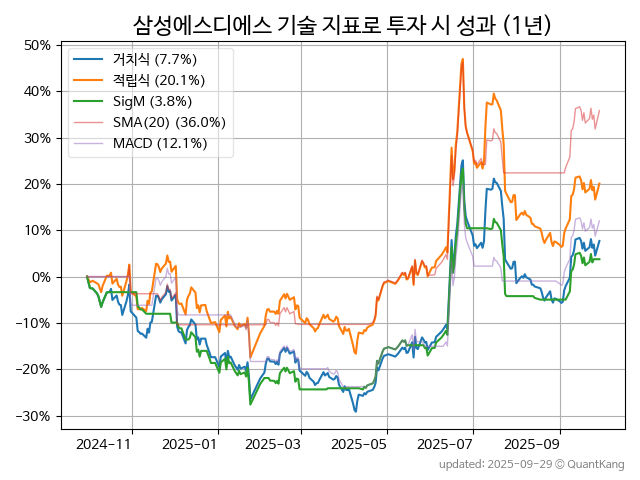 삼성에스디에스 기술 지표로 투자 시 성과 (1년)
거치식 (7.7%)
적립식 (20.1%)
SigM (3.8%)
SMA(20) (36.0%)
MACD (12.1%)
50%
40%
30%
20%
10%
0%
−10%
−20%
−30%
2024-11
2025-01
2025-03
2025-05
2025-07
2025-09
updated: 2025-09-29 © QuantKang